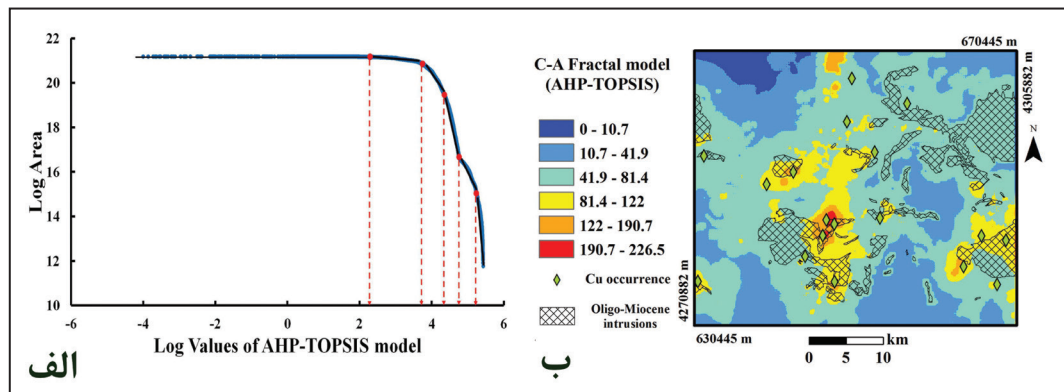 22
20
18
16
14
12
10
Log Area
-6
-4
-2
0
2
4
6
Log Values of AHP-TOPSIS model
الف
C-A Fractal model
(AHP-TOPSIS)
0 - 10.7
10.7 - 41.9
41.9 - 81.4
81.4 - 122
122 - 190.7
190.7 - 226.5
Cu occurrence
Oligo-Miocene
intrusions
ب
670445 m
4305882 m
N
4270882 m
630445 m
km
0 5 10